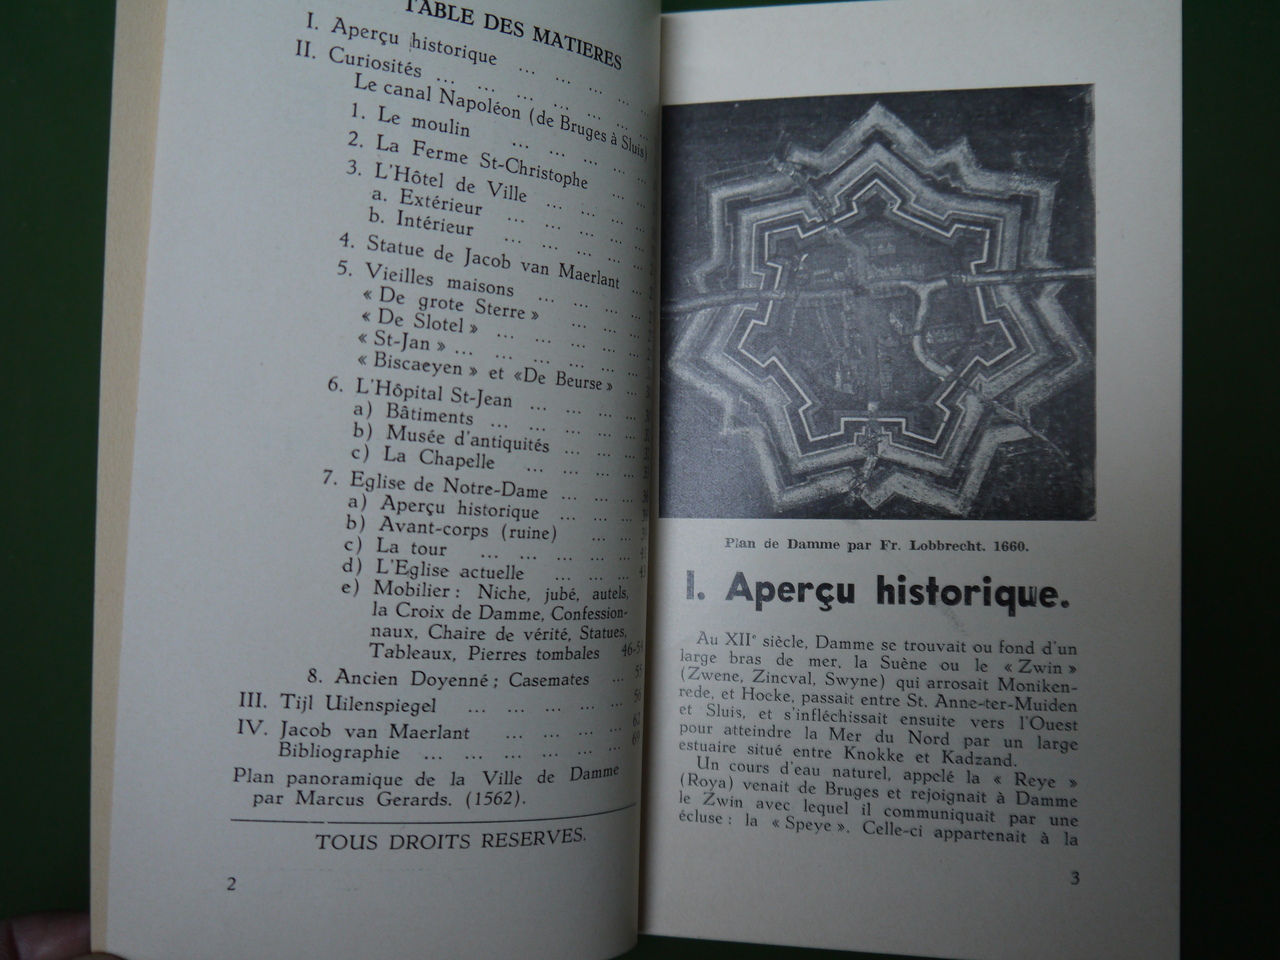 TABLE DES MATIERES
I. Aperçu historique ... ... ... ...
II. Curiosités ... ... ... ... ... ...
Le canal Napoléon (de Bruges à Sluis)
1. Le moulin ... ... ...
2. La Ferme St-Christophe ... ...
3. L'Hôtel de Ville ... ... ... ...
a. Extérieur ... ... ... ... ...
b. Intérieur ... ... ... ... ...
4. Statue de Jacob van Maerlant ...
5. Vieilles maisons ... ... ... ...
« De grote Sterre » ... ... ...
« De Slotel » ... ... ... ... ...
« St-Jan » ... ... ... ... ... ...
« Biscaeyen » et «De Beurse» ...
6. L'Hôpital St-Jean ... ... ... ...
a) Bâtiments ... ... ... ... ...
b) Musée d'antiquités ... ... ...
c) La Chapelle ... ... ... ...
7. Eglise de Notre-Dame ... ... ...
a) Aperçu historique ... ... ...
b) Avant-corps (ruine) ... ...
c) La tour ... ... ... ... ...
d) L'Eglise actuelle ... ... ...
e) Mobilier : Niche, jubé, autels,
la Croix de Damme, Confession-
naux, Chaire de vérité, Statues,
Tableaux, Pierres tombales 46-54
8. Ancien Doyenné ; Casemates ... 55
III. Tijl Uilenspiegel ... ... ... ... ... 56
IV. Jacob van Maerlant ... ... ... ... 62
Bibliographie ... ... ... ... ... 69
Plan panoramique de la Ville de Damme
par Marcus Gerards. (1562).
TOUS DROITS RESERVES.
2
Plan de Damme par Fr. Lobbrecht. 1660.
I. Aperçu historique.
Au XIIe siècle, Damme se trouvait ou fond d'un
large bras de mer, la Suène ou le « Zwin »
(Zwene, Zincval, Swyne) qui arrosait Moniken-
rede, et Hocke, passait entre St. Anne-ter-Muiden
et Sluis, et s'infléchissait ensuite vers l'Ouest
pour atteindre la Mer du Nord par un large
estuaire situé entre Knokke et Kadzand.
Un cours d'eau naturel, appelé la « Reye »
(Roya) venait de Bruges et rejoignait à Damme
le Zwin avec lequel il communiquait par une
écluse : la « Speye ». Celle-ci appartenait à la
3